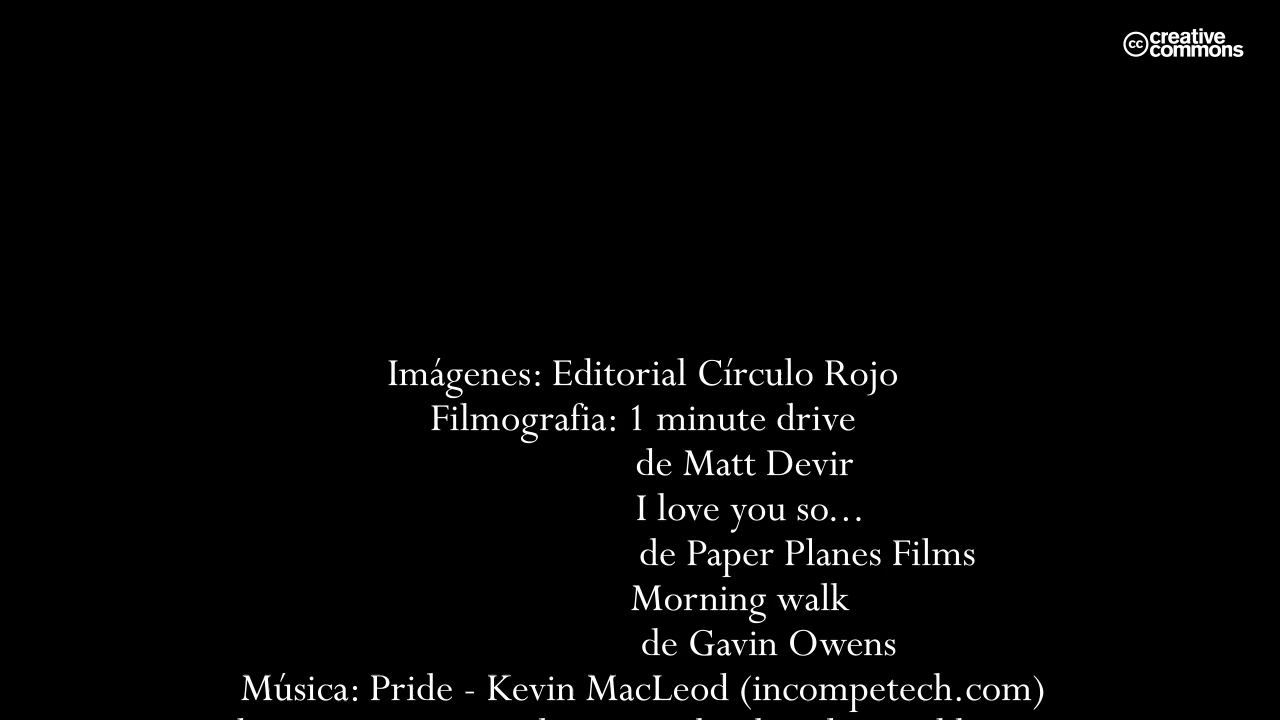 cc creative
commons
Imágenes: Editorial Círculo Rojo
Filmografia: 1 minute drive
de Matt Devir
I love you so...
de Paper Planes Films
Morning walk
de Gavin Owens
Música: Pride - Kevin MacLeod (incompetech.com)